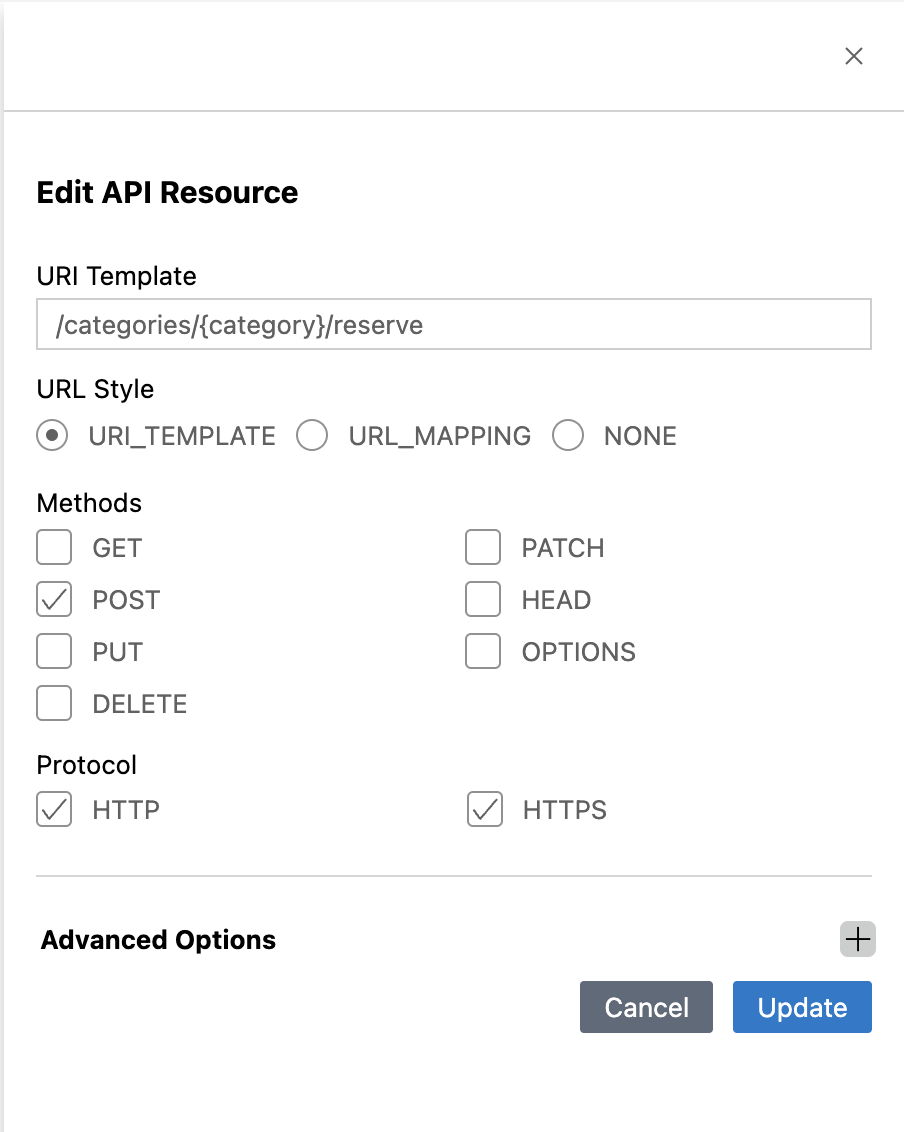 Edit API Resource
URI Template
/categories/{category}/reserve
URL Style
URI_TEMPLATE URL_MAPPING NONE
Methods
GET PATCH
POST HEAD
PUT OPTIONS
DELETE
Protocol
HTTP HTTPS
Advanced Options
Cancel Update